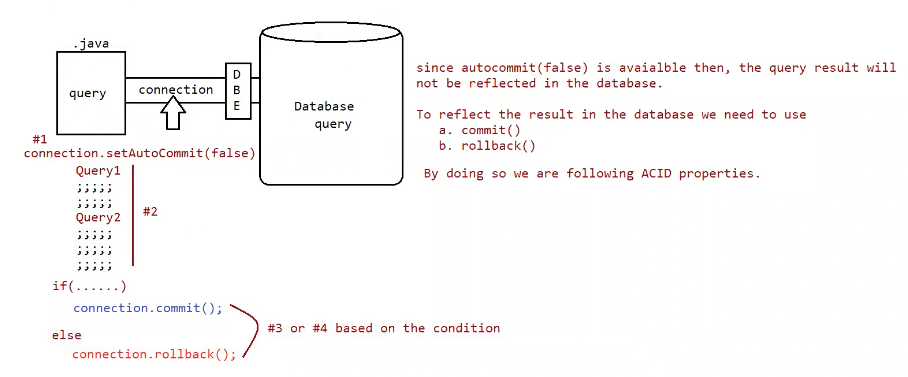 .java
query
connection
D
B
E
Database
query
#1
connection.setAutoCommit(false)
Query1
;;;;;
;;;;;
Query2
;;;;;
;;;;;
;;;;;
#2
if(......)
connection.commit();
else
connection.rollback();
#3 or #4 based on the condition
since autocommit(false) is avaialble then, the query result will
not be reflected in the database.
To reflect the result in the database we need to use
a. commit()
b. rollback()
By doing so we are following ACID properties.